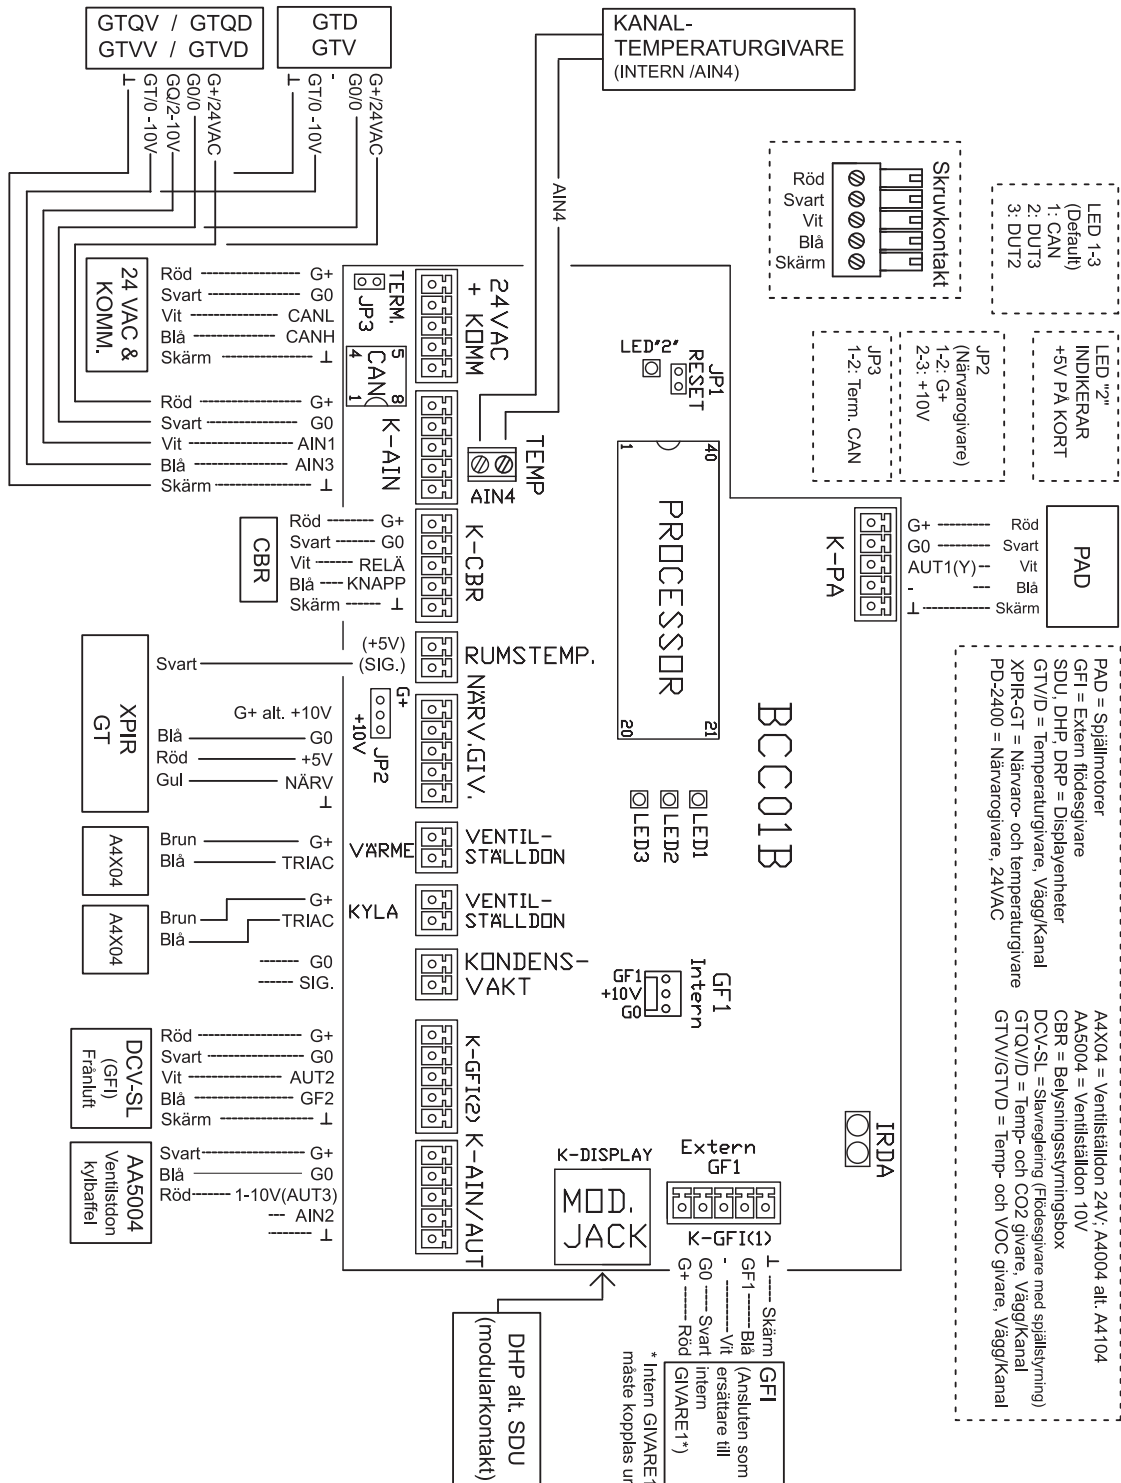 GTQV / GTQD
GTVV / GTVD
GTD
GTV
KANAL-
TEMPERATURGIVARE
(INTERN /AIN4)
⊥
GT/0 -10V
GQ/2-10V
G0/0
G+/24VAC
⊥
GT/0 -10V
-
G0/0
G+/24VAC
AIN4
Skruvkontakt
Röd
Svart
Vit
Blå
Skärm
LED 1-3
(Default)
1: CAN
2: DUT3
3: DUT2
LED "2"
INDIKERAR
+5V PÅ KORT
JP2
(Närvarogivare)
1-2: G+
2-3: +10V
JP3
1-2: Term. CAN
24 VAC &
KOMM.
Röd G+
Svart G0
Vit CANL
Blå CANH
Skärm ⊥
TERM.
JP3
24VAC
+ KOMM
5 8
CAN
4 1
LED"2"
JP1
RESET
Röd G+
Svart G0
Vit AIN1
Blå AIN3
Skärm ⊥
K-AIN
TEMP
AIN4
1 40
PROCESSOR
20 21
K-PA
G+ Röd
G0 Svart
AUT1(Y) Vit
- Blå
⊥ Skärm
PAD
CBR
Röd G+
Svart G0
Vit RELÄ
Blå KNAPP
Skärm ⊥
K-CBR
XPIR
GT
(+5V)
Svart (SIG.)
RUMSTEMP.
G+ alt. +10V
Blå G0
Röd +5V
Gul NÄRV
⊥
G+
+10V
JP2
NÄRV.GIV.
BCC01B
LED3
LED2
LED1
A4X04
Brun G+
Blå TRIAC
VÄRME
VENTIL-
STÄLLDON
A4X04
Brun G+
Blå TRIAC
KYLA
VENTIL-
STÄLLDON
G0
SIG.
KONDENS-
VAKT
GF1
+10V
G0
GF1
Intern
DCV-SL
(GFI)
Frånluft
Röd G+
Svart G0
Vit AUT2
Blå GF2
Skärm ⊥
K-GFI(2)
AA5004
Ventilstdon
kylbaffel
Svart G+
Blå G0
Röd 1-10V(AUT3)
AIN2
⊥
K-AIN/AUT
K-DISPLAY
MOD.
JACK
Extern
GF1
K-GFI(1)
IRDA
⊥ Skärm
GF1 Blå
- Vit
G0 Svart
G+ Röd
GFI
(Ansluten som
ersättare till
intern
GIVARE1*)
* Intern GIVARE1
måste kopplas
DHP alt. SDU
(modularkontakt)
PAD = Spjällmotorer
GFI = Extern flödesgivare
SDU, DHP, DRP = Displayenheter
GTV/D = Temperaturgivare, Vägg/Kanal
XPIR-GT = Närvaro- och temperaturgivare
PD-2400 = Närvarogivare, 24VAC
A4X04 = Ventilställdon 24V; A4004 alt. A4104
AA5004 = Ventilställdon 10V
CBR = Belysningsstyrningsbox
DCV-SL = Slavreglering (Flödesgivare med spjällstyrning)
GTQV/D = Temp- och CO2 givare, Vägg/Kanal
GTVV/GTVD = Temp- och VOC givare, Vägg/Kanal